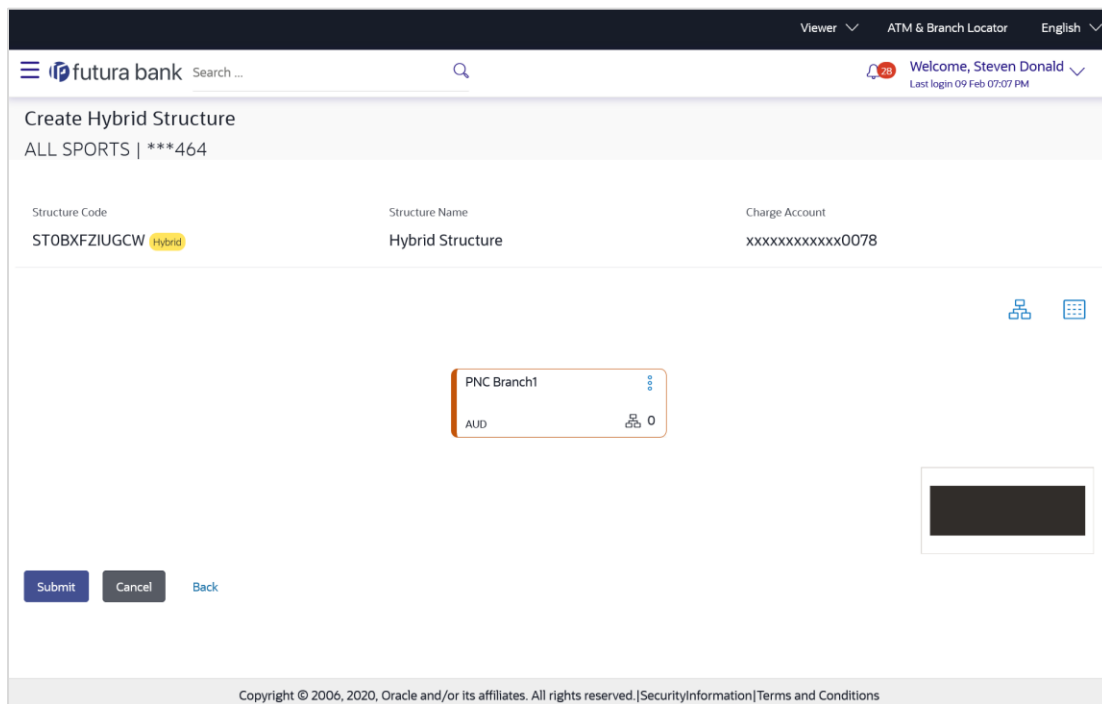 Viewer ATM & Branch Locator English
futura bank Search ... 28 Welcome, Steven Donald
Last login 09 Feb 07:07 PM
Create Hybrid Structure
ALL SPORTS | ***464
Structure Code Structure Name Charge Account
ST0BXFZIUGCW Hybrid Hybrid Structure xxxxxxxxxxxx0078
PNC Branch1
AUD 0
Submit Cancel Back
Copyright © 2006, 2020, Oracle and/or its affiliates. All rights reserved.|SecurityInformation|Terms and Conditions